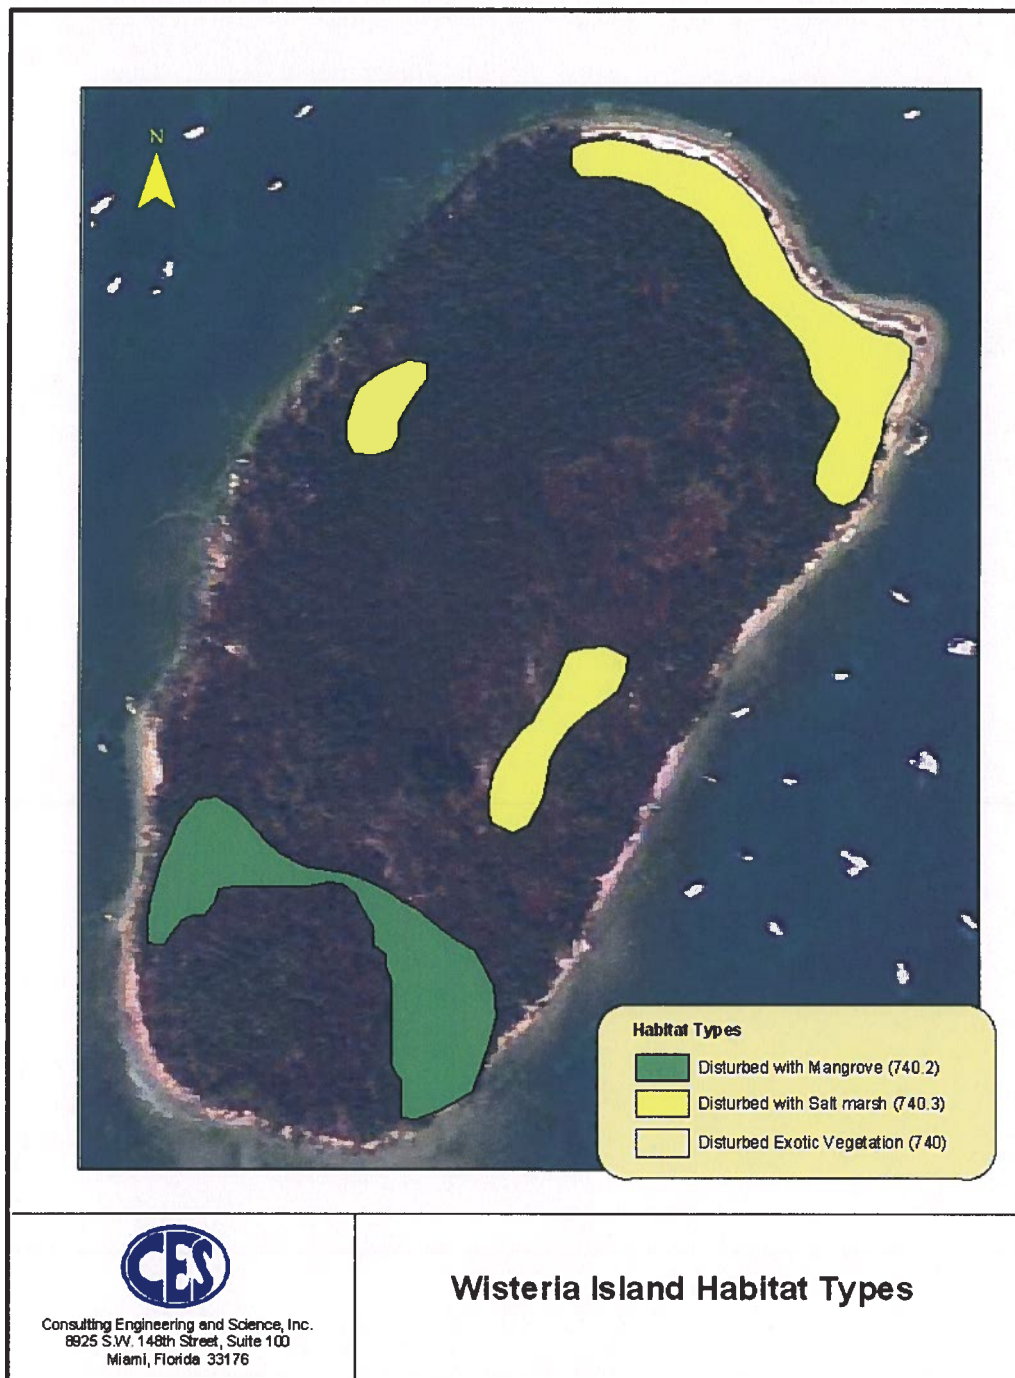 N
Habitat Types
Disturbed with Mangrove (740.2)
Disturbed with Salt marsh (740.3)
Disturbed Exotic Vegetation (740)
CES
Consulting Engineering and Science, Inc.
8925 S.W. 148th Street, Suite 100
Miami, Florida 33176
Wisteria Island Habitat Types